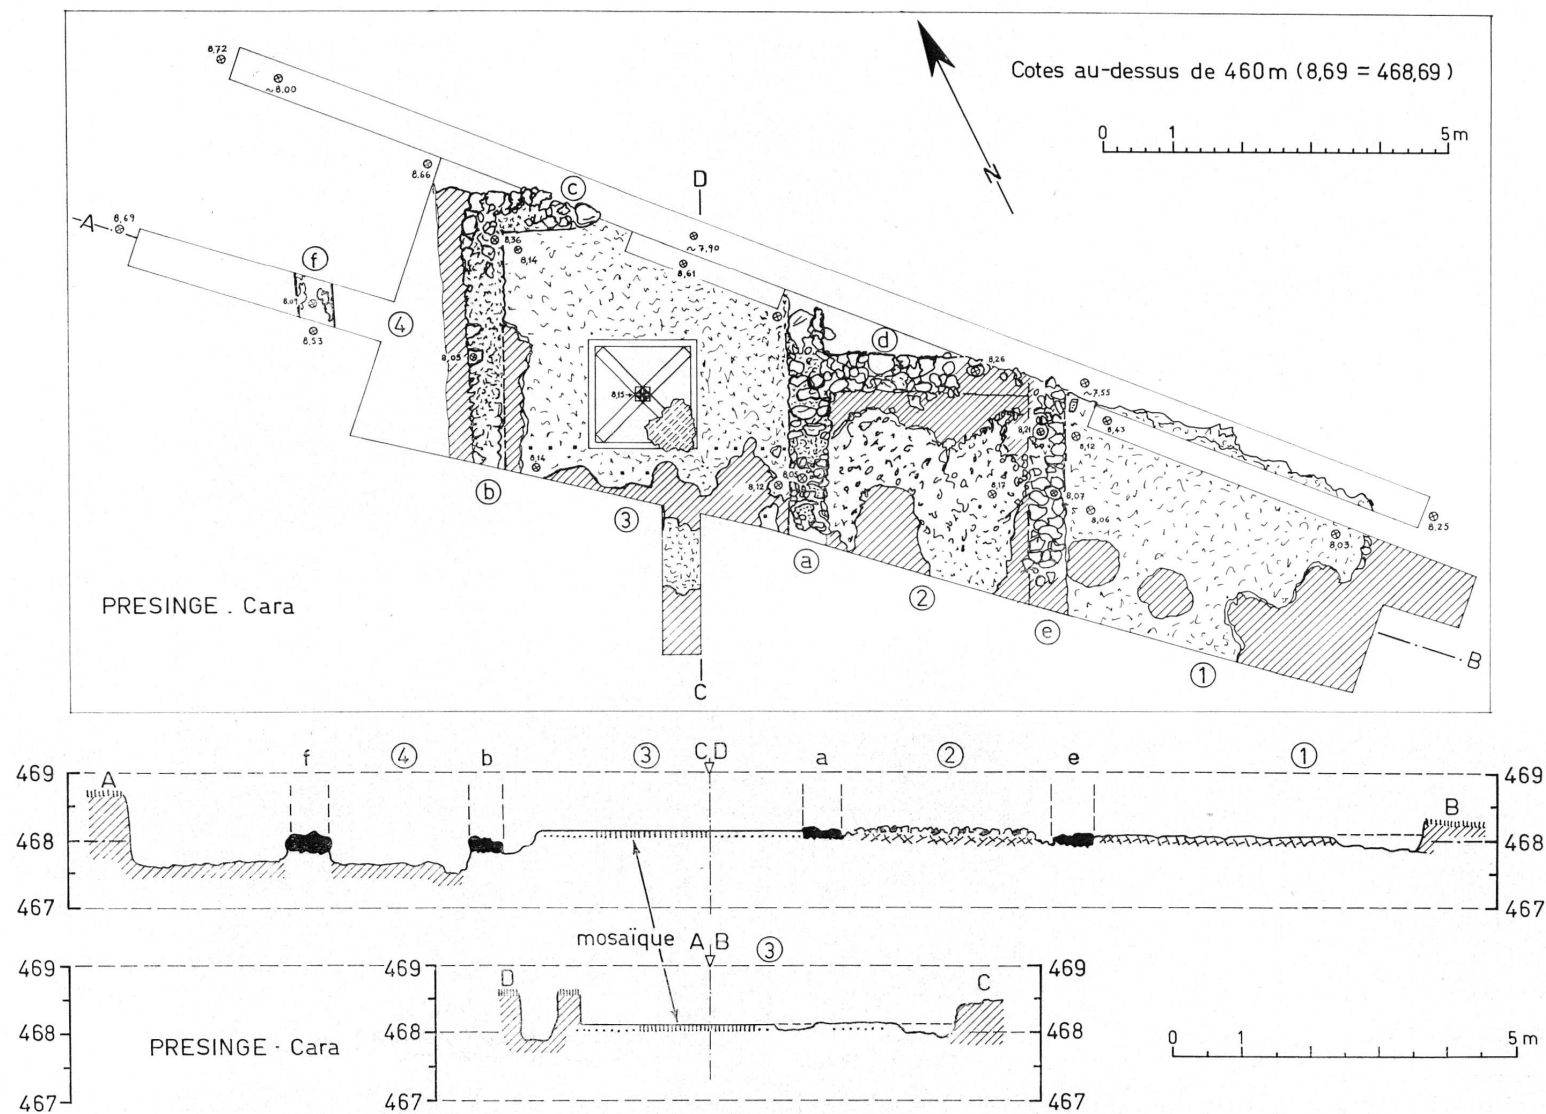 Cotes au-dessus de 460m (8,69 = 468,69)
0 1 5m
N
8,72
~8.00
8.66
A
8,69
f
8.07
8,53
4
c
D
8,36
8,14
~7,90
8,61
8,05
8,15
d
8,26
~7,55
8,21
8,43
8,12
8,14
8,12
8,05
8,17
8,07
8,06
8,03
8,25
b
3
a
2
e
1
C
B
PRESINGE . Cara
f 4 b 3 C D a 2 e 1
469 A B 469
468 468
467 467
mosaïque A B 3
469 469 D C 469
468 468 468
467 467 467
PRESINGE - Cara
0 1 5m